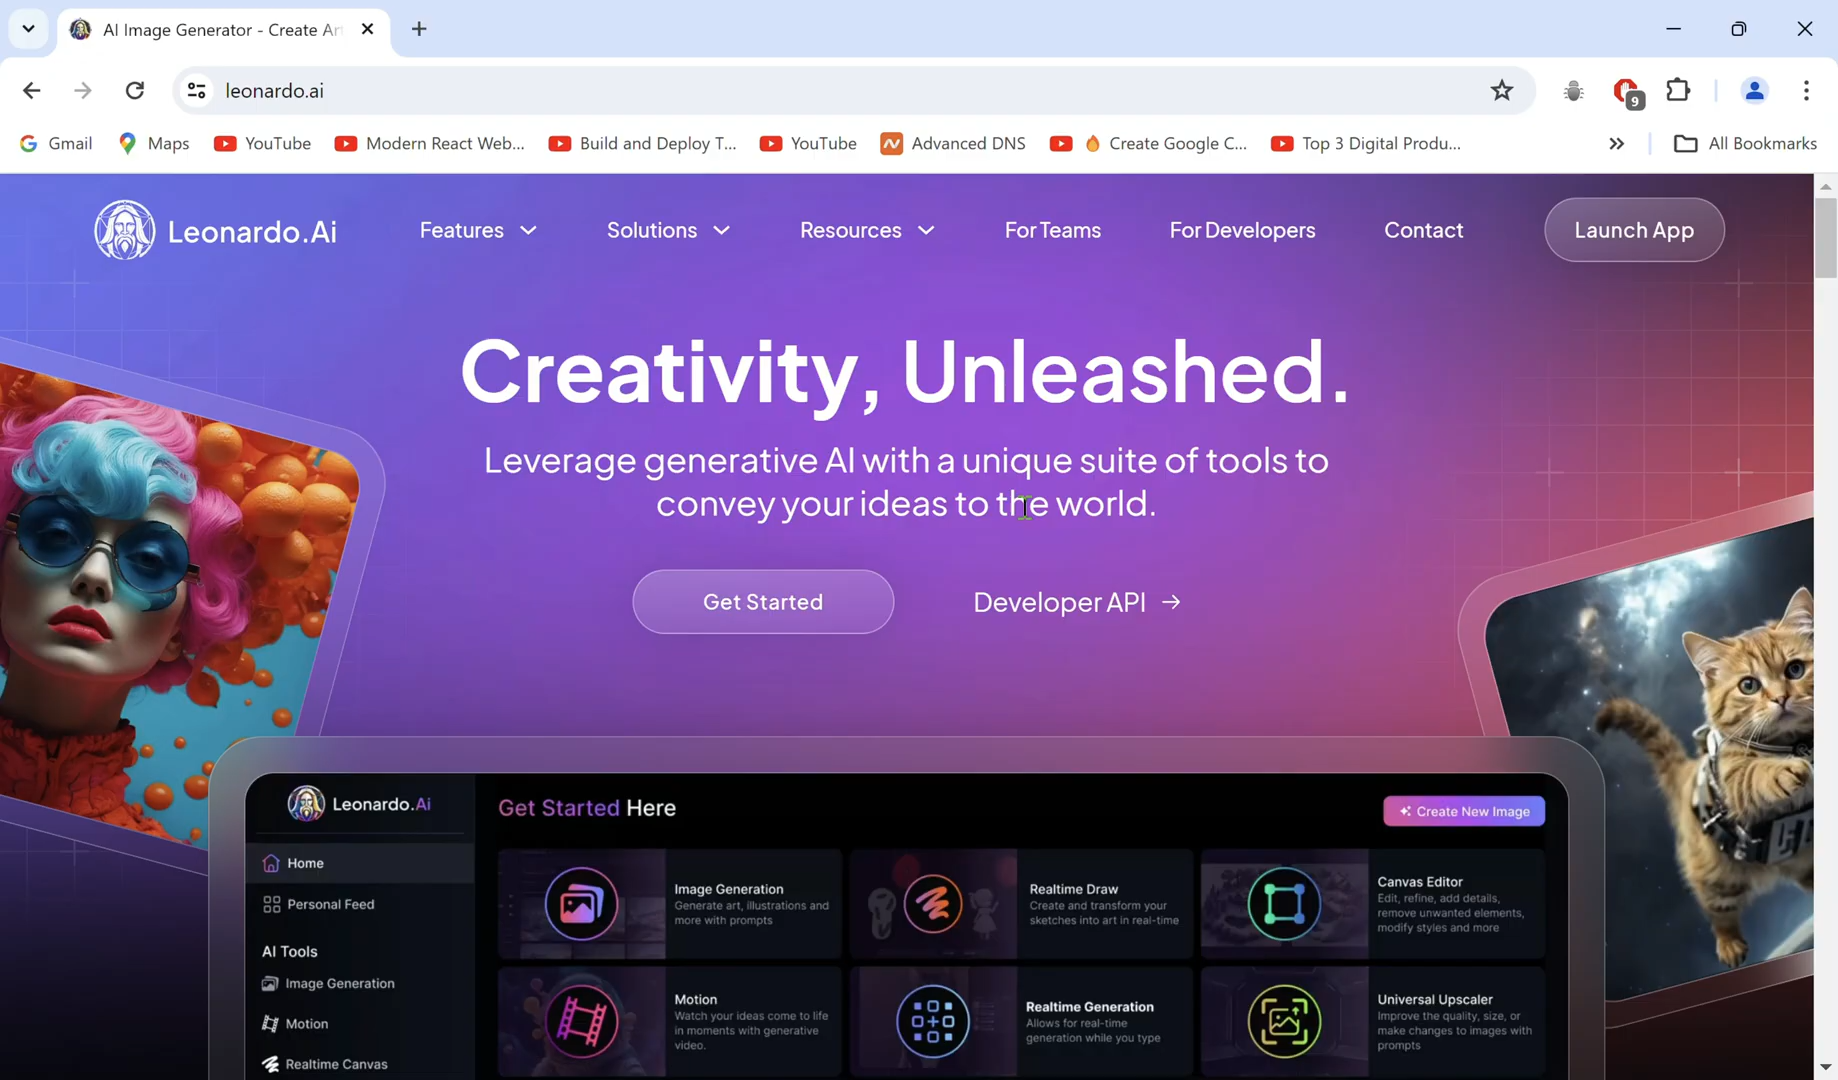 AI Image Generator - Create Ar
leonardo.ai
9
Gmail
Maps
YouTube
Modern React Web...
Build and Deploy T...
YouTube
Advanced DNS
Create Google C...
Top 3 Digital Produ...
All Bookmarks
Leonardo.Ai
Features
Solutions
Resources
For Teams
For Developers
Contact
Launch App
Creativity, Unleashed.
Leverage generative AI with a unique suite of tools to
convey your ideas to the world.
Get Started
Developer API →
Leonardo.Ai
Get Started Here
Create New Image
Home
Personal Feed
AI Tools
Image Generation
Motion
Realtime Canvas
Image Generation
Generate art, illustrations and
more with prompts
Realtime Draw
Create and transform your
sketches into art in real-time
Canvas Editor
Edit, refine, add details,
remove unwanted elements,
modify styles and more
Motion
Watch your ideas come to life
in moments with generative
video.
Realtime Generation
Allows for real-time
generation while you type
Universal Upscaler
Improve the quality, size, or
make changes to images with
prompts